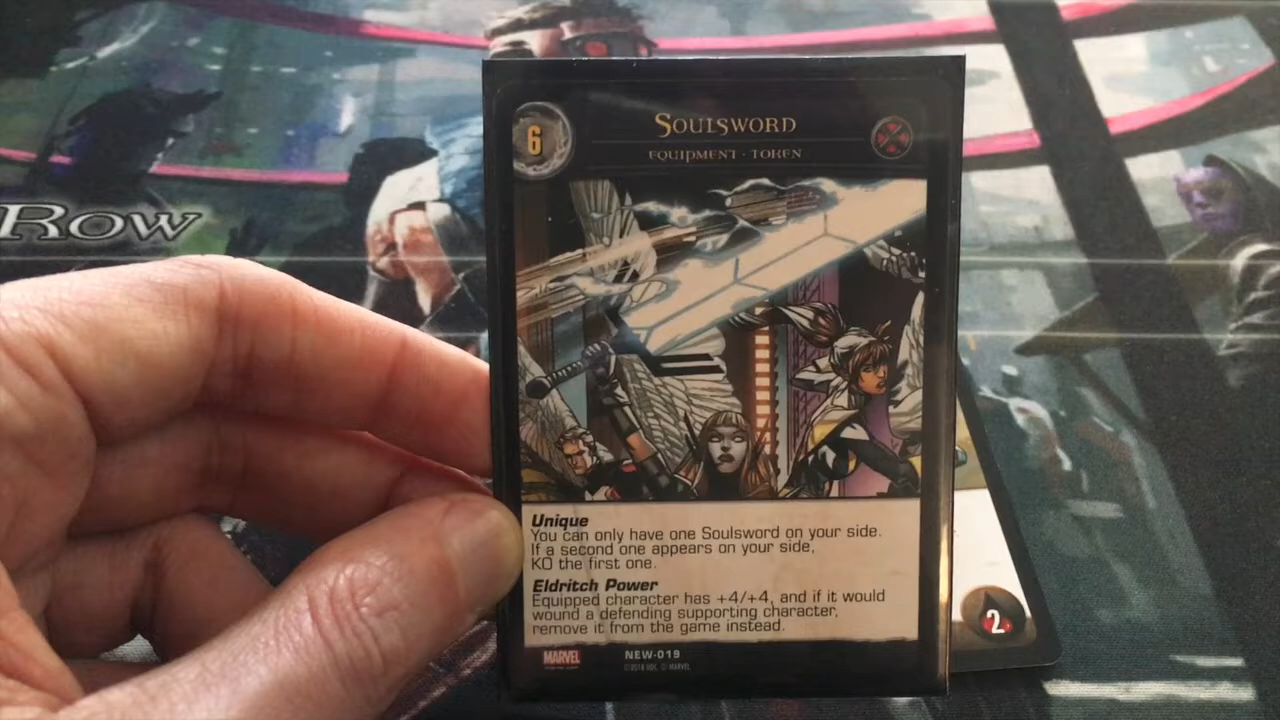 Row
6
Soulsword
Equipment · Token
Unique
You can only have one Soulsword on your side.
If a second one appears on your side,
KO the first one.
Eldritch Power
Equipped character has +4/+4, and if it would
wound a defending supporting character,
remove it from the game instead.
MARVEL
NEW-019
© MARVEL
2